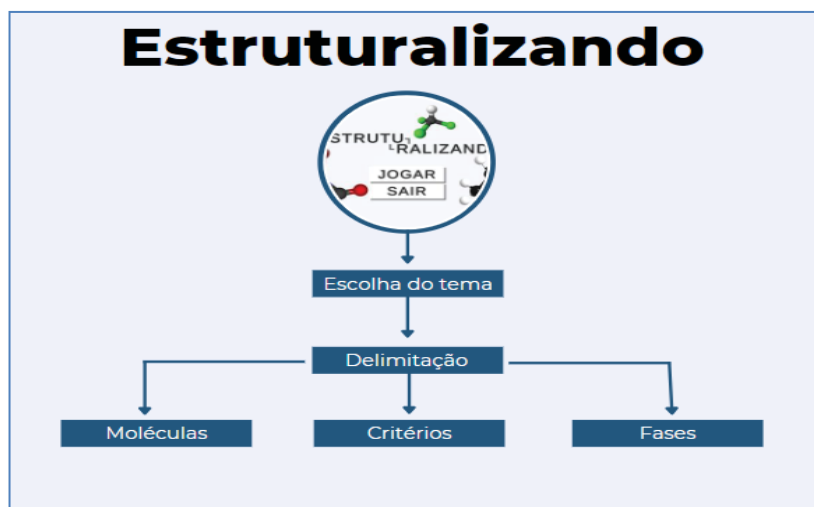 Estruturalizando
STRUTU
RALIZAND
JOGAR
SAIR
Escolha do tema
Delimitação
Moléculas
Critérios
Fases